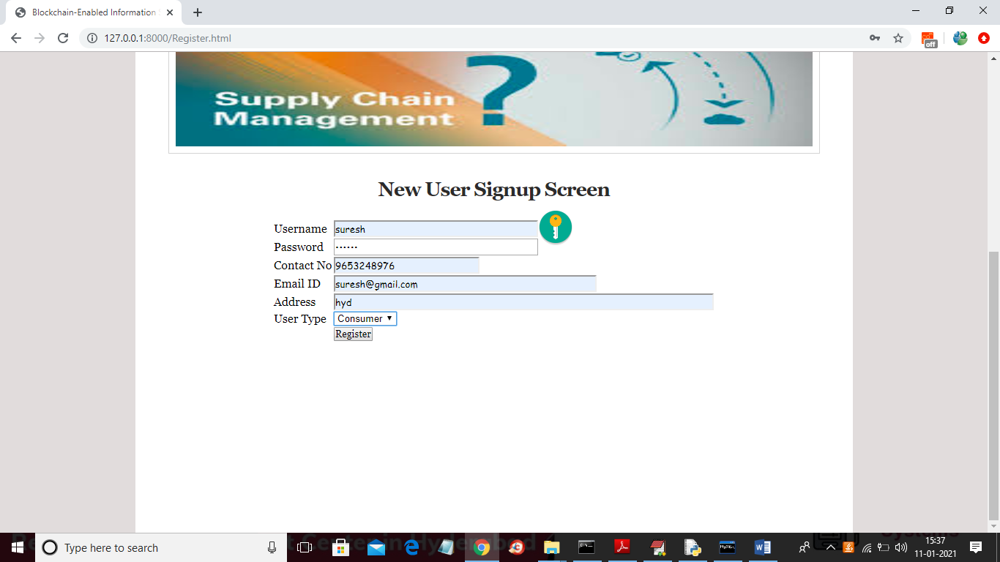 Blockchain-Enabled Information
127.0.0.1:8000/Register.html
off
Supply Chain
Management
?
New User Signup Screen
Username suresh
Password ······
Contact No 9653248976
Email ID suresh@gmail.com
Address hyd
User Type Consumer
Register
Type here to search
15:37
11-01-2021